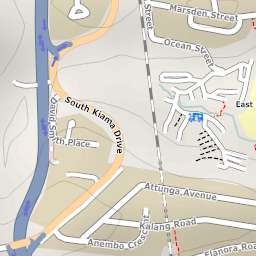 Marsden Street
Street
Ocean Street
South Kiama Drive
East
David Smith Place
Attunga Avenue
Kalang Road
Anembo Crescent
Elanora Road